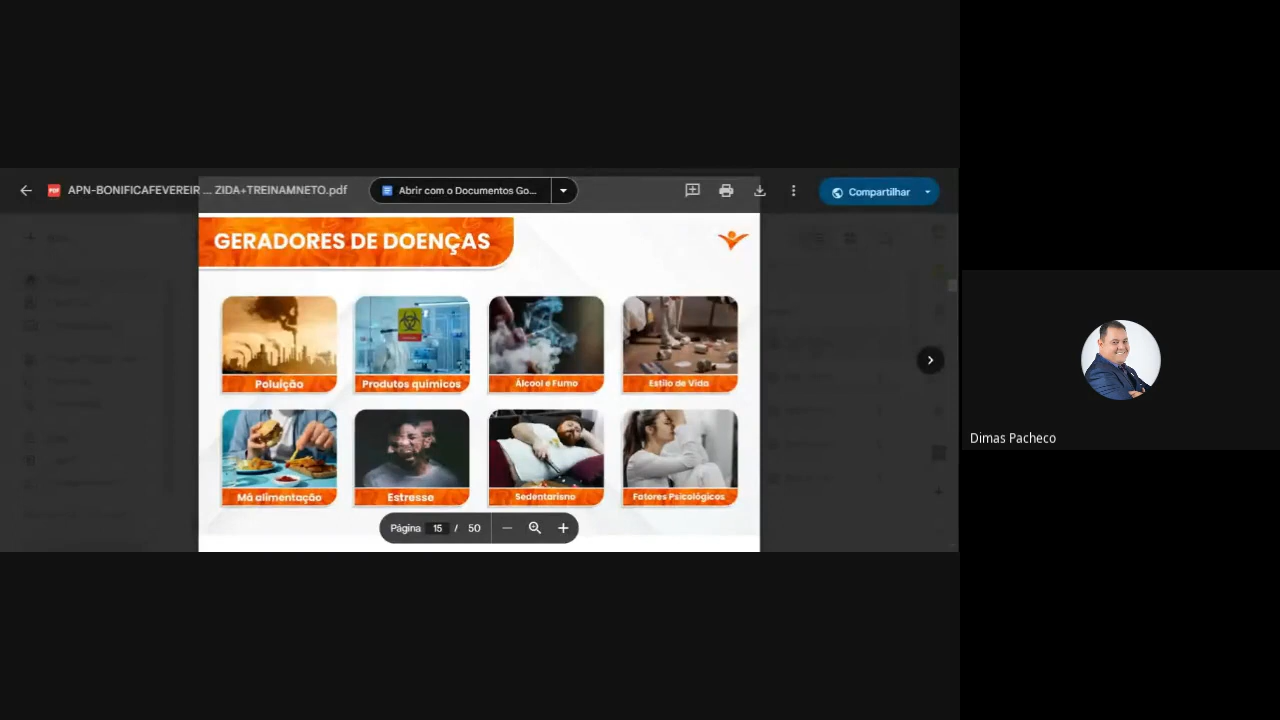 APN-BONIFICAFEVEREIR ... ZIDA+TREINAMNETO.pdf
Abrir com o Documentos Go...
Compartilhar
GERADORES DE DOENÇAS
Poluição
Produtos químicos
Álcool e Fumo
Estilo de Vida
Má alimentação
Estresse
Sedentarismo
Fatores Psicológicos
Página 15 / 50
Dimas Pacheco